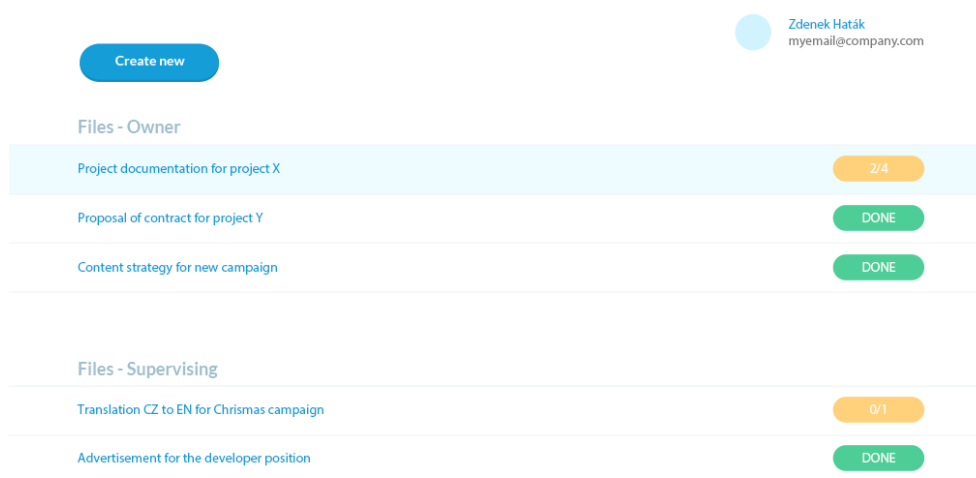 Zdenek Haták
myemail@company.com
Create new
Files - Owner
Project documentation for project X 2/4
Proposal of contract for project Y DONE
Content strategy for new campaign DONE
Files - Supervising
Translation CZ to EN for Chrismas campaign 0/1
Advertisement for the developer position DONE